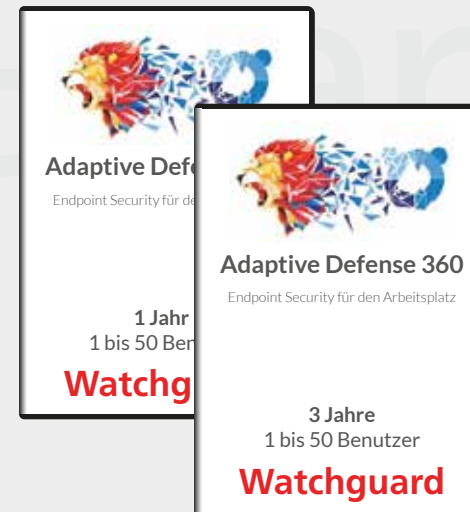 Adaptive Defe
Endpoint Security für de
1 Jahr
1 bis 50 Ben
Watchg
Adaptive Defense 360
Endpoint Security für den Arbeitsplatz
3 Jahre
1 bis 50 Benutzer
Watchguard